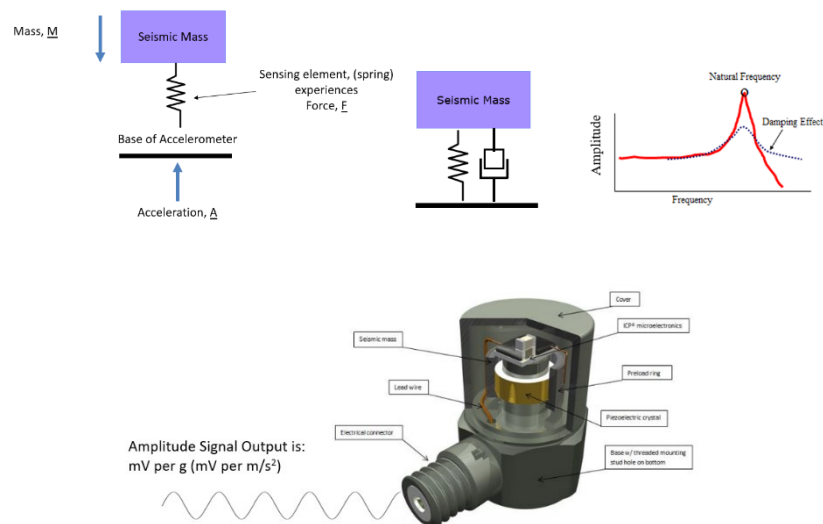 Mass, M
Seismic Mass
Sensing element, (spring)
experiences
Force, F
Base of Accelerometer
Acceleration, A
Seismic Mass
Natural Frequency
Damping Effect
Amplitude
Frequency
Cover
ICP® microelectronics
Seismic mass
Preload ring
Lead wire
Piezoelectric crystal
Electrical connector
Base w/ threaded mounting
stud hole on bottom
Amplitude Signal Output is:
mV per g (mV per m/s²)